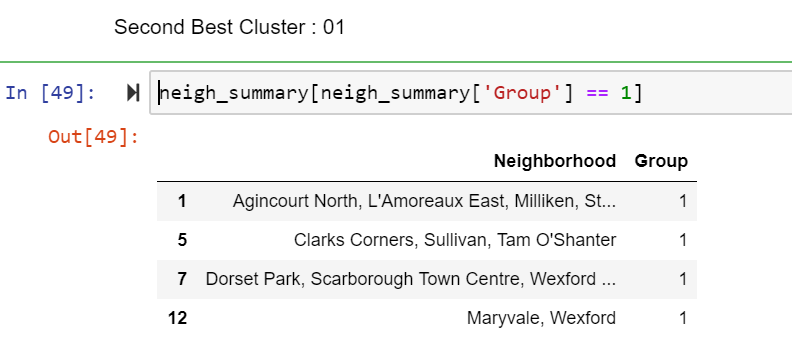 Second Best Cluster : 01
In [49]: neigh_summary[neigh_summary['Group'] == 1]
Out[49]:
Neighborhood Group
1 Agincourt North, L'Amoreaux East, Milliken, St... 1
5 Clarks Corners, Sullivan, Tam O'Shanter 1
7 Dorset Park, Scarborough Town Centre, Wexford ... 1
12 Maryvale, Wexford 1